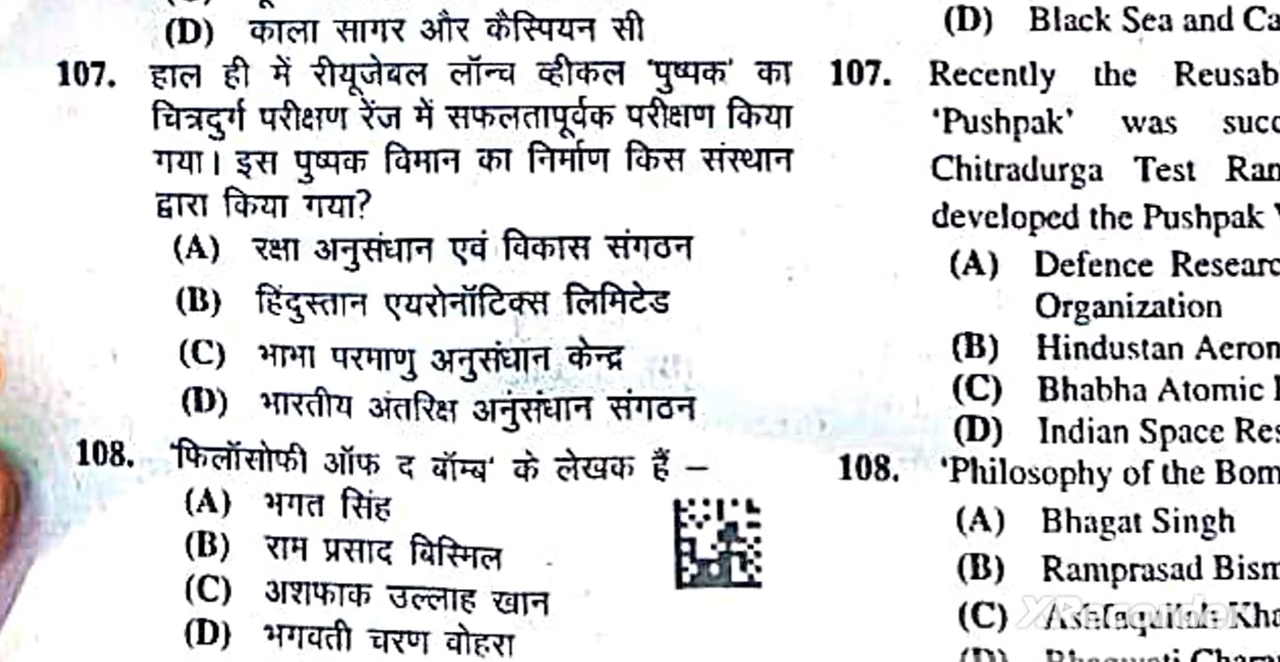 (D) काला सागर और कैस्पियन सी
107. हाल ही में रीयूजेबल लॉन्च व्हीकल 'पुष्पक' का
चित्रदुर्ग परीक्षण रेंज में सफलतापूर्वक परीक्षण किया
गया। इस पुष्पक विमान का निर्माण किस संस्थान
द्वारा किया गया?
(A) रक्षा अनुसंधान एवं विकास संगठन
(B) हिंदुस्तान एयरोनॉटिक्स लिमिटेड
(C) भाभा परमाणु अनुसंधान केन्द्र
(D) भारतीय अंतरिक्ष अनुसंधान संगठन
108. 'फिलॉसोफी ऑफ द बॉम्ब' के लेखक हैं –
(A) भगत सिंह
(B) राम प्रसाद बिस्मिल
(C) अशफाक उल्लाह खान
(D) भगवती चरण वोहरा
(D) Black Sea and Ca
107. Recently the Reusab
'Pushpak' was succ
Chitradurga Test Ran
developed the Pushpak
(A) Defence Researc
Organization
(B) Hindustan Aeron
(C) Bhabha Atomic
(D) Indian Space Res
108. 'Philosophy of the Bom
(A) Bhagat Singh
(B) Ramprasad Bism
(C) Ashfaqullah Kha
XRecorder